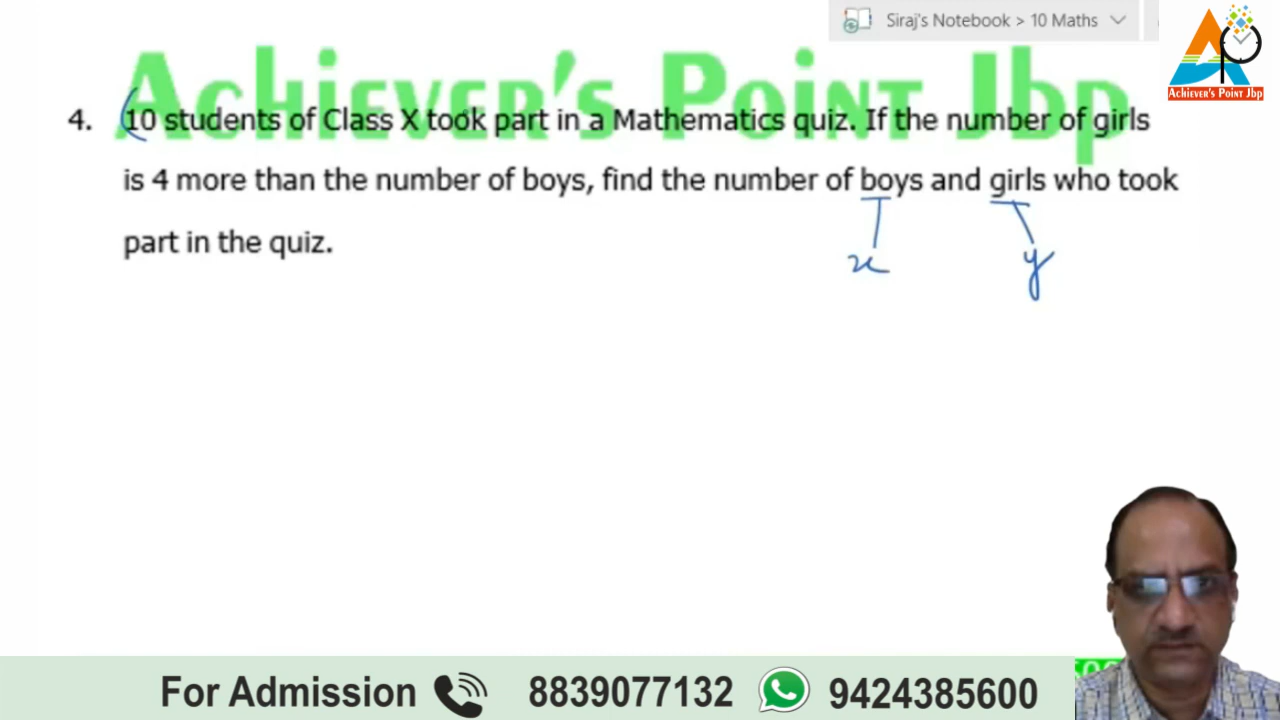 Siraj's Notebook > 10 Maths
ACHIEVER'S POINT JBP
ACHIEVER'S POINT JBP
4. (10 students of Class X took part in a Mathematics quiz. If the number of girls
is 4 more than the number of boys, find the number of boys and girls who took
part in the quiz.
x y
For Admission 8839077132 9424385600